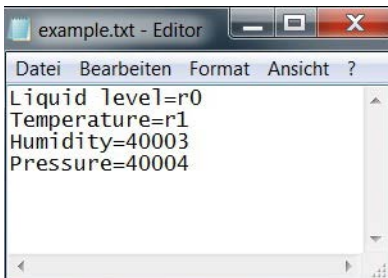 example.txt - Editor
Datei Bearbeiten Format Ansicht ?
Liquid level=r0
Temperature=r1
Humidity=40003
Pressure=40004